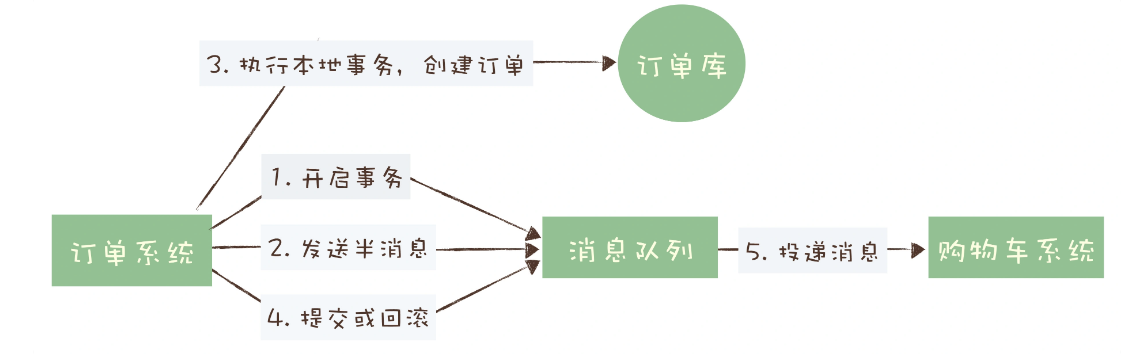 3. 执行本地事务，创建订单
订单库
1. 开启事务
订单系统
2. 发送半消息
消息队列
5. 投递消息
购物车系统
4. 提交或回滚